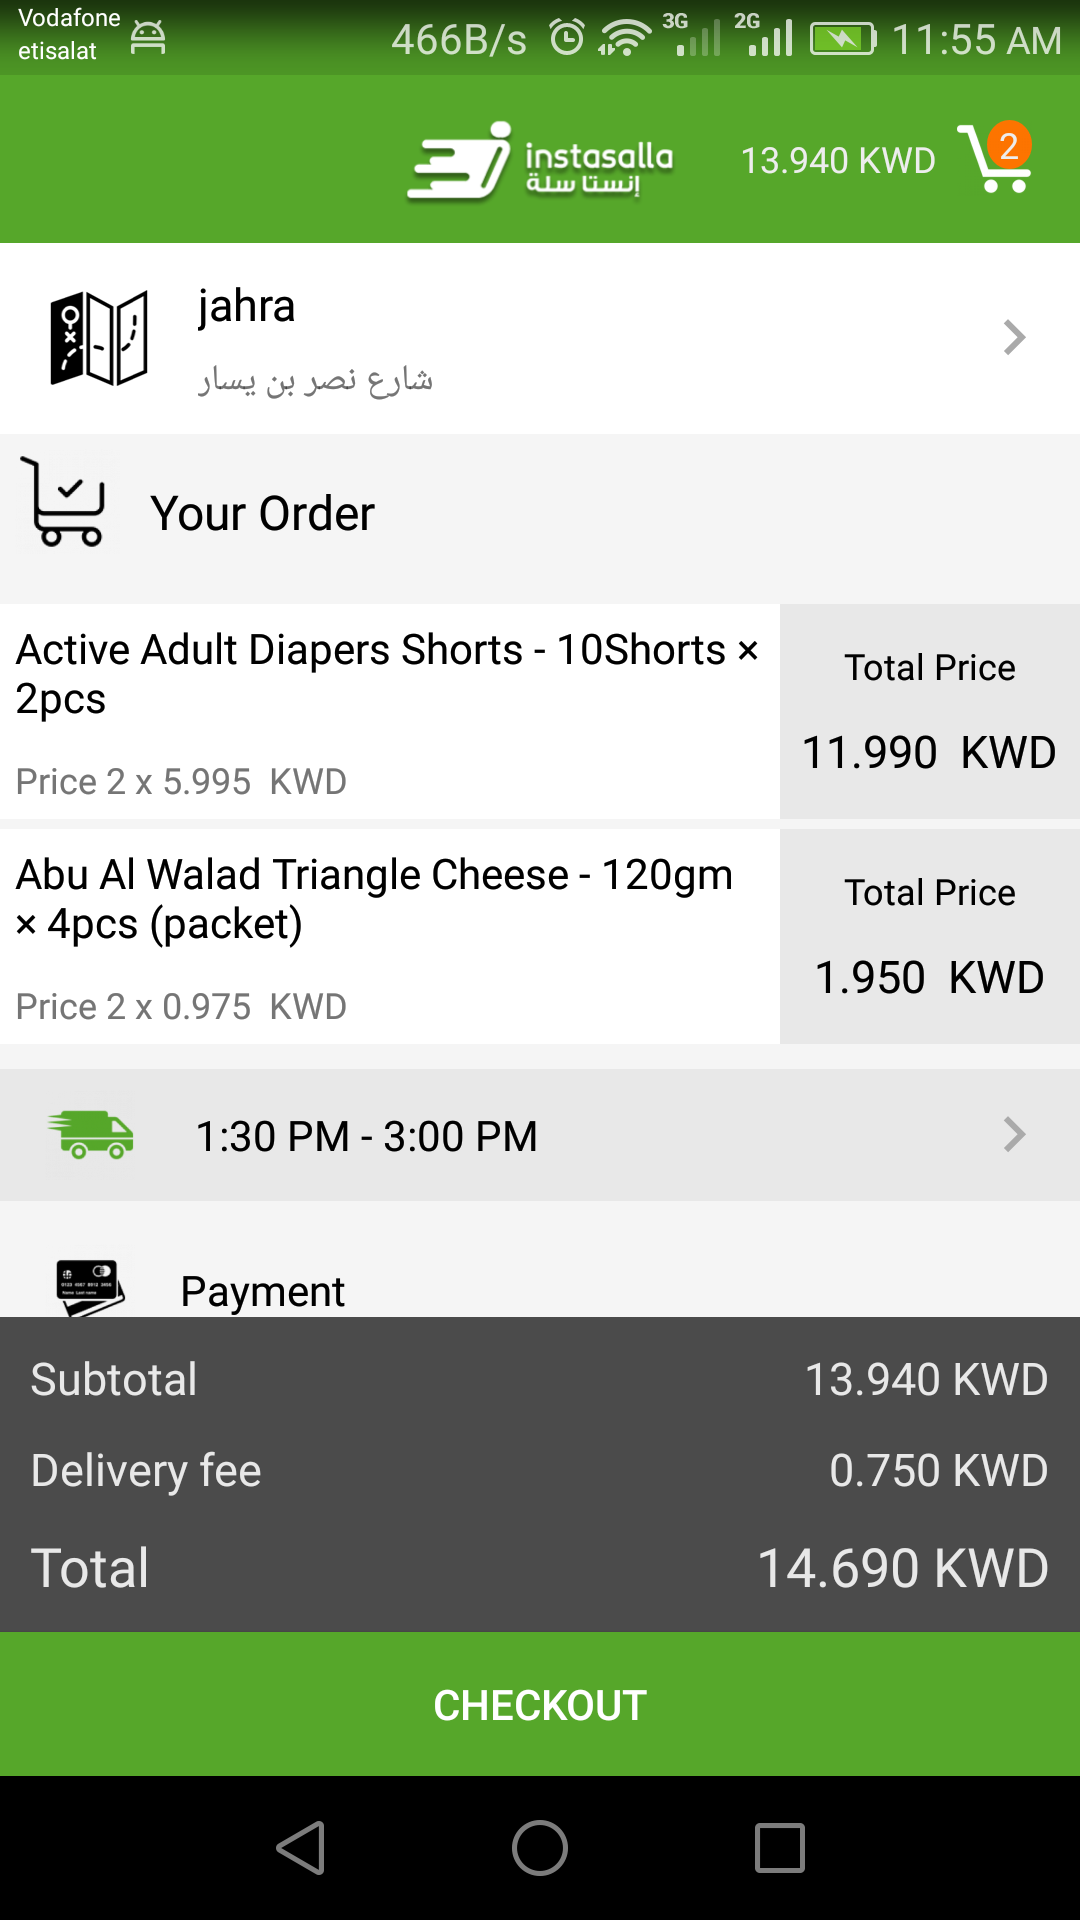 Vodafone
etisalat
466B/s 3G 2G 11:55 AM
instasalla
إنستا سلة
13.940 KWD 2
jahra
شارع نصر بن يسار
Your Order
Active Adult Diapers Shorts - 10Shorts ×
2pcs
Price 2 x 5.995 KWD
Total Price
11.990 KWD
Abu Al Walad Triangle Cheese - 120gm
× 4pcs (packet)
Price 2 x 0.975 KWD
Total Price
1.950 KWD
1:30 PM - 3:00 PM
Payment
Subtotal 13.940 KWD
Delivery fee 0.750 KWD
Total 14.690 KWD
CHECKOUT